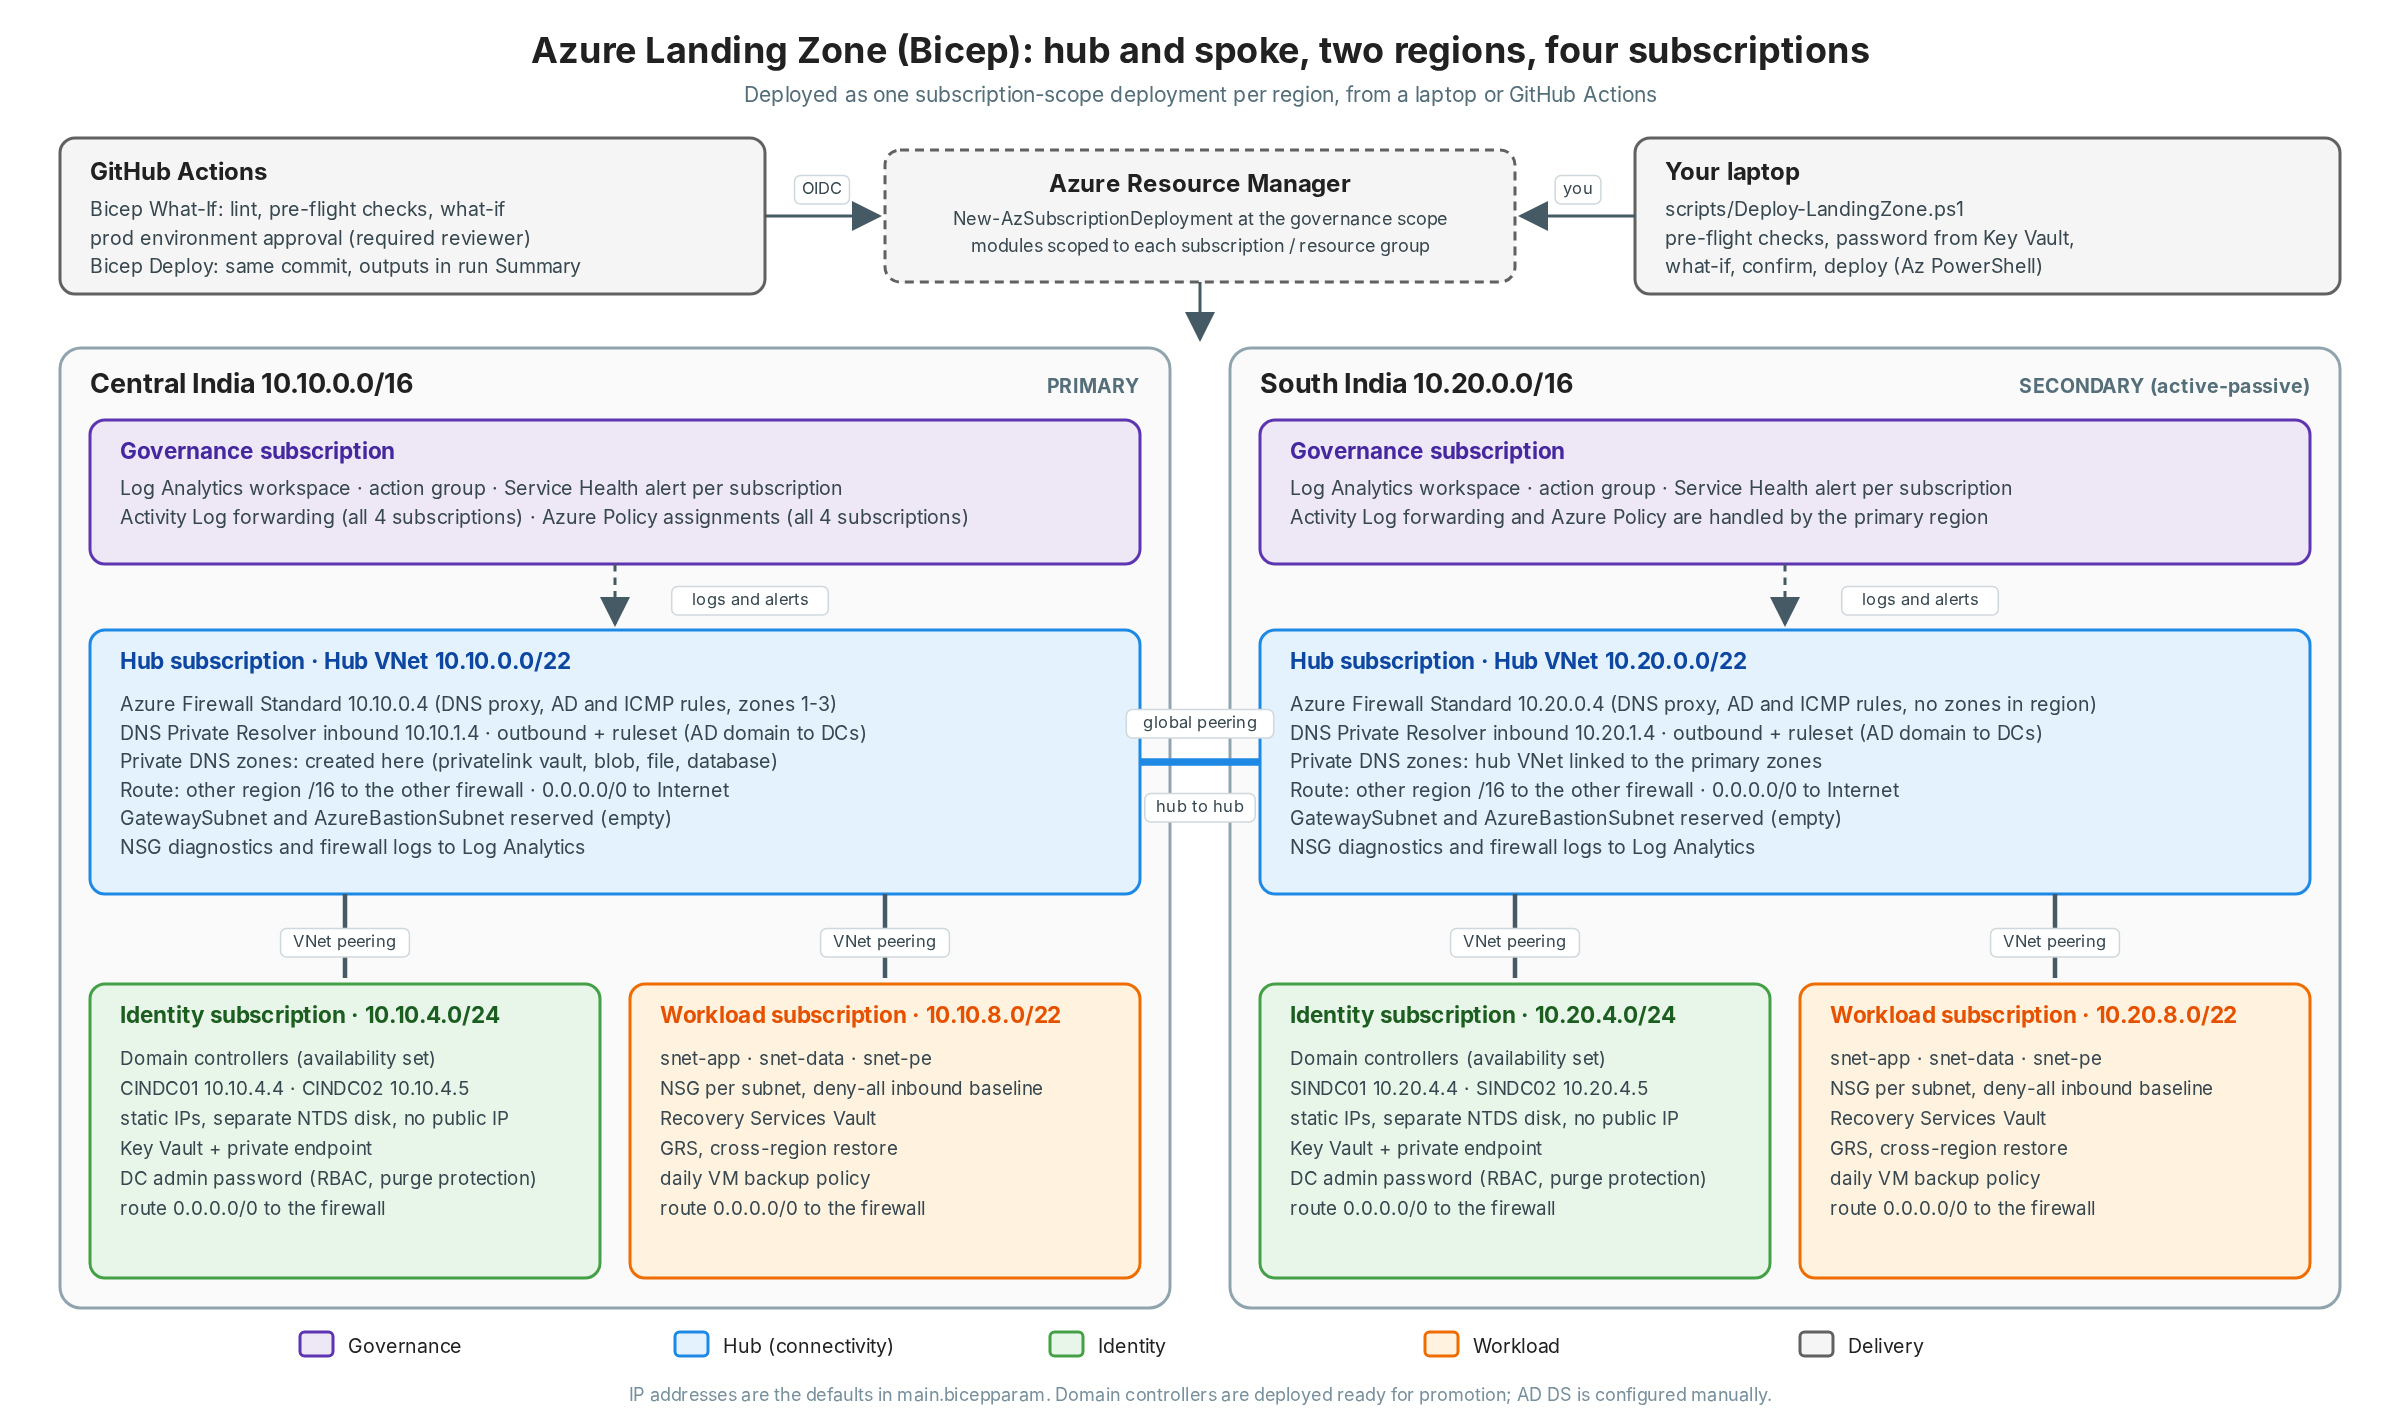 Azure Landing Zone (Bicep): hub and spoke, two regions, four subscriptions
Deployed as one subscription-scope deployment per region, from a laptop or GitHub Actions
GitHub Actions
Bicep What-If: lint, pre-flight checks, what-if
prod environment approval (required reviewer)
Bicep Deploy: same commit, outputs in run Summary
OIDC
Azure Resource Manager
New-AzSubscriptionDeployment at the governance scope
modules scoped to each subscription / resource group
you
Your laptop
scripts/Deploy-LandingZone.ps1
pre-flight checks, password from Key Vault,
what-if, confirm, deploy (Az PowerShell)
Central India 10.10.0.0/16
PRIMARY
Governance subscription
Log Analytics workspace · action group · Service Health alert per subscription
Activity Log forwarding (all 4 subscriptions) · Azure Policy assignments (all 4 subscriptions)
logs and alerts
Hub subscription · Hub VNet 10.10.0.0/22
Azure Firewall Standard 10.10.0.4 (DNS proxy, AD and ICMP rules, zones 1-3)
DNS Private Resolver inbound 10.10.1.4 · outbound + ruleset (AD domain to DCs)
Private DNS zones: created here (privatelink vault, blob, file, database)
Route: other region /16 to the other firewall · 0.0.0.0/0 to Internet
GatewaySubnet and AzureBastionSubnet reserved (empty)
NSG diagnostics and firewall logs to Log Analytics
VNet peering
VNet peering
Identity subscription · 10.10.4.0/24
Domain controllers (availability set)
CINDC01 10.10.4.4 · CINDC02 10.10.4.5
static IPs, separate NTDS disk, no public IP
Key Vault + private endpoint
DC admin password (RBAC, purge protection)
route 0.0.0.0/0 to the firewall
Workload subscription · 10.10.8.0/22
snet-app · snet-data · snet-pe
NSG per subnet, deny-all inbound baseline
Recovery Services Vault
GRS, cross-region restore
daily VM backup policy
route 0.0.0.0/0 to the firewall
global peering
hub to hub
South India 10.20.0.0/16
SECONDARY (active-passive)
Governance subscription
Log Analytics workspace · action group · Service Health alert per subscription
Activity Log forwarding and Azure Policy are handled by the primary region
logs and alerts
Hub subscription · Hub VNet 10.20.0.0/22
Azure Firewall Standard 10.20.0.4 (DNS proxy, AD and ICMP rules, no zones in region)
DNS Private Resolver inbound 10.20.1.4 · outbound + ruleset (AD domain to DCs)
Private DNS zones: hub VNet linked to the primary zones
Route: other region /16 to the other firewall · 0.0.0.0/0 to Internet
GatewaySubnet and AzureBastionSubnet reserved (empty)
NSG diagnostics and firewall logs to Log Analytics
VNet peering
VNet peering
Identity subscription · 10.20.4.0/24
Domain controllers (availability set)
SINDC01 10.20.4.4 · SINDC02 10.20.4.5
static IPs, separate NTDS disk, no public IP
Key Vault + private endpoint
DC admin password (RBAC, purge protection)
route 0.0.0.0/0 to the firewall
Workload subscription · 10.20.8.0/22
snet-app · snet-data · snet-pe
NSG per subnet, deny-all inbound baseline
Recovery Services Vault
GRS, cross-region restore
daily VM backup policy
route 0.0.0.0/0 to the firewall
Governance
Hub (connectivity)
Identity
Workload
Delivery
IP addresses are the defaults in main.bicepparam. Domain controllers are deployed ready for promotion; AD DS is configured manually.